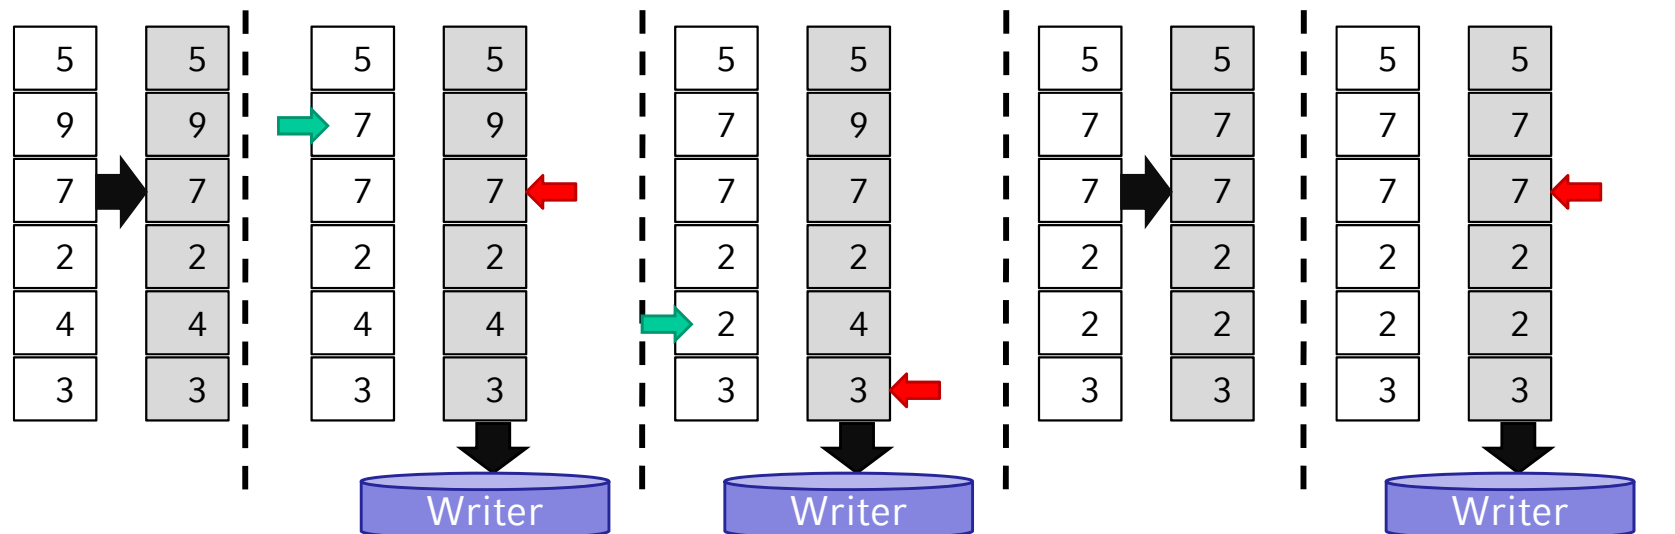 5 5 5 5 5 5 5 5 5 5
9 9 7 9 7 9 7 7 7 7
7 7 7 7 7 7 7 7 7 7
2 2 2 2 2 2 2 2 2 2
4 4 4 4 2 4 2 2 2 2
3 3 3 3 3 3 3 3 3 3
Writer Writer Writer